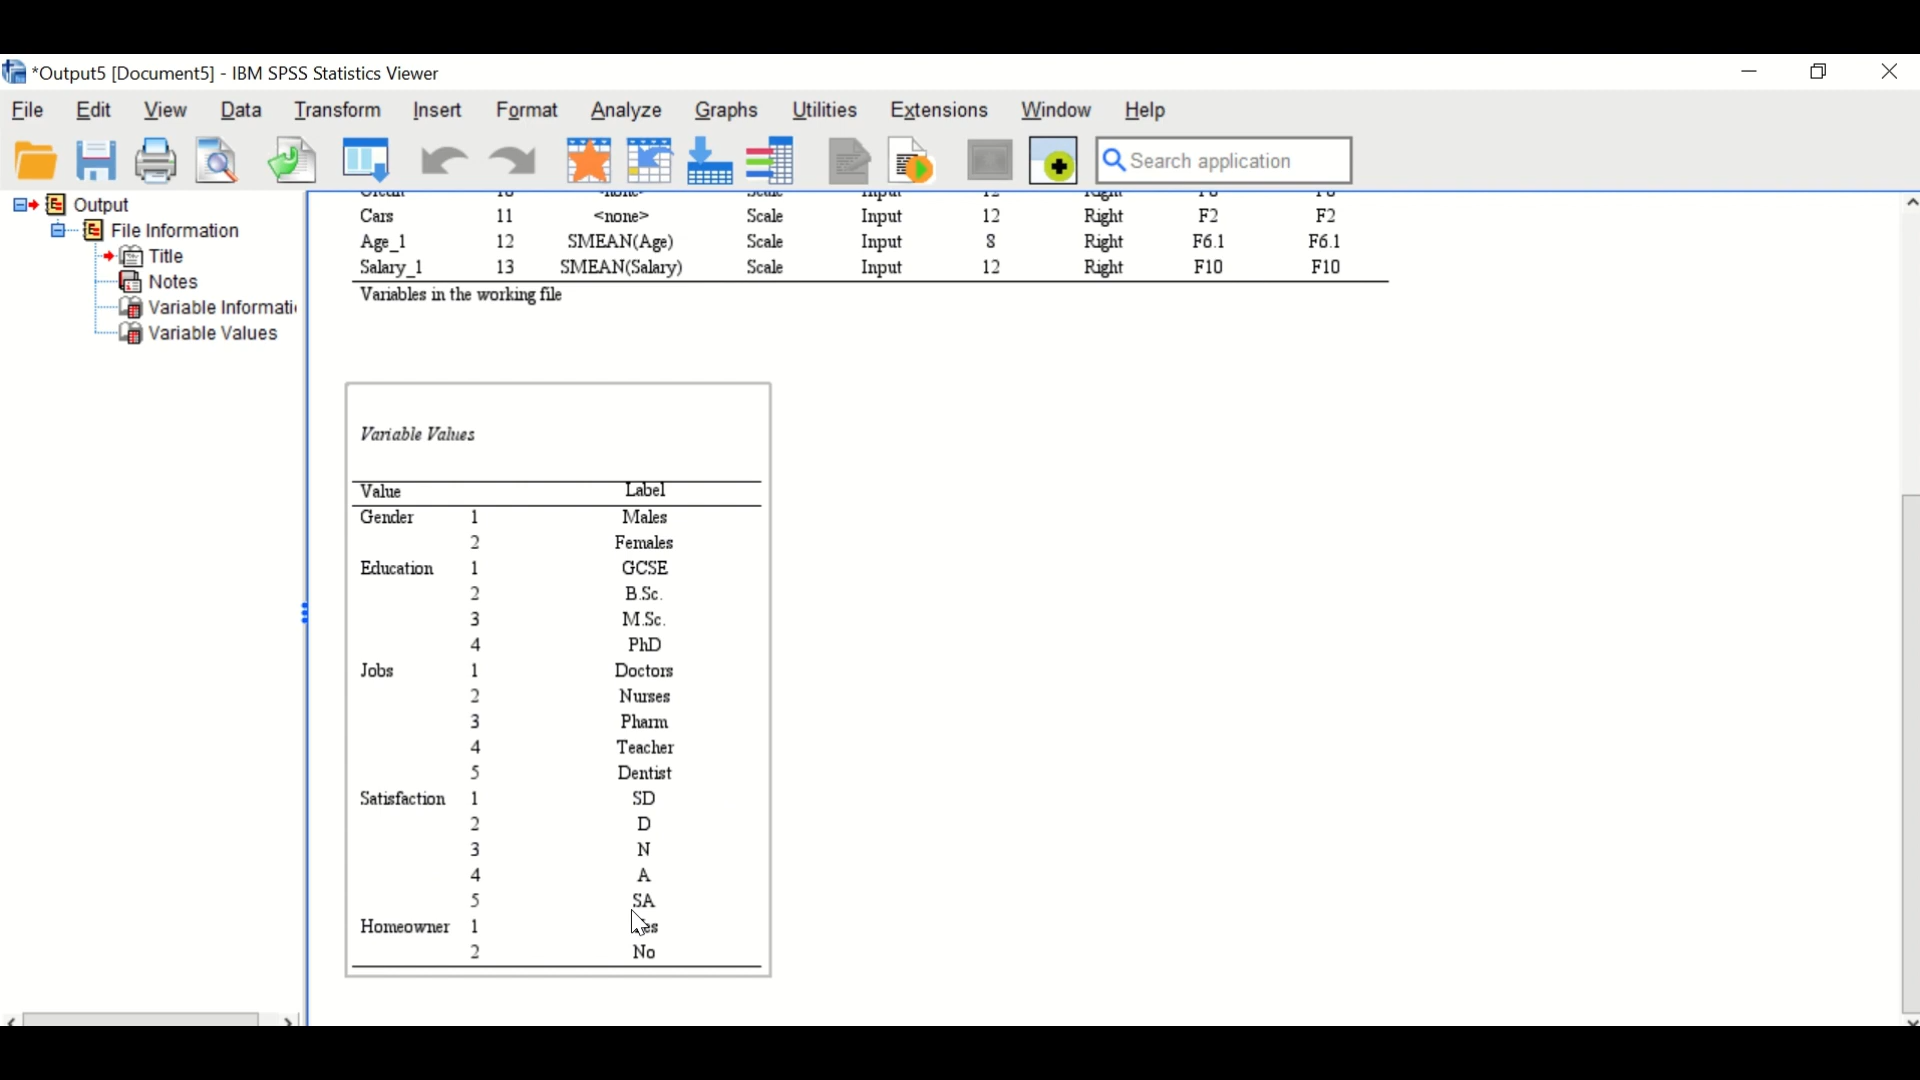 *Output5 [Document5] - IBM SPSS Statistics Viewer
File Edit View Data Transform Insert Format Analyze Graphs Utilities Extensions Window Help
Search application
Output
File Information
Title
Notes
Variable Informati
Variable Values
Cars 11 <none> Scale Input 12 Right F2 F2
Age_1 12 SMEAN(Age) Scale Input 8 Right F6.1 F6.1
Salary_1 13 SMEAN(Salary) Scale Input 12 Right F10 F10
Variables in the working file
Variable Values
Value Label
Gender 1 Males
2 Females
Education 1 GCSE
2 B.Sc.
3 M.Sc.
4 PhD
Jobs 1 Doctors
2 Nurses
3 Pharm
4 Teacher
5 Dentist
Satisfaction 1 SD
2 D
3 N
4 A
5 SA
Homeowner 1 Yes
2 No